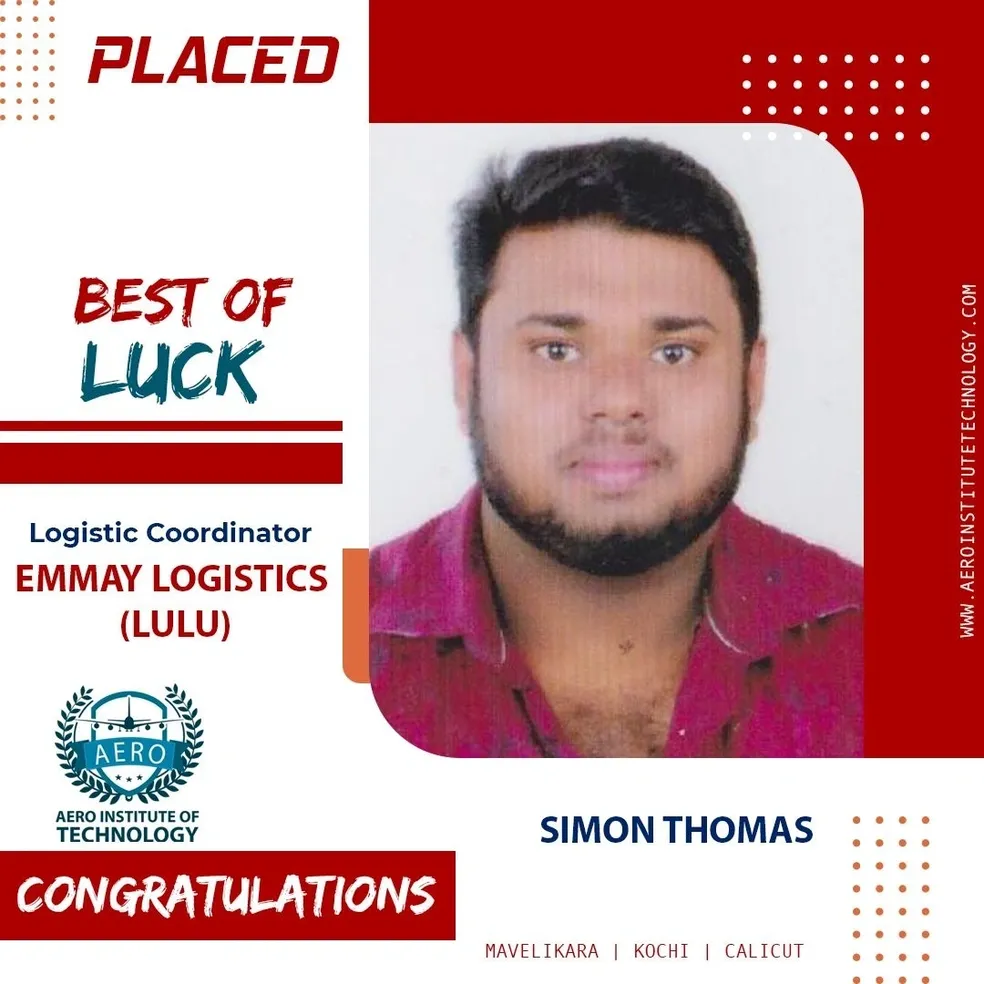 PLACED
BEST OF
LUCK
Logistic Coordinator
EMMAY LOGISTICS
(LULU)
AERO
AERO INSTITUTE OF
TECHNOLOGY
CONGRATULATIONS
WWW.AEROINSTITUTETECHNOLOGY.COM
SIMON THOMAS
MAVELIKARA | KOCHI | CALICUT